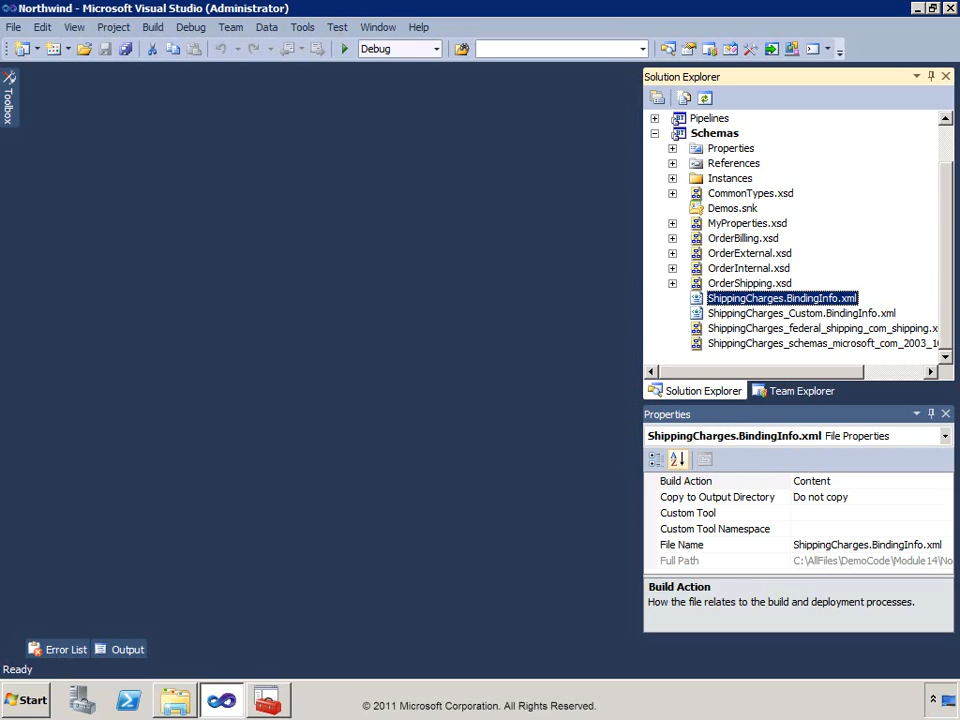 Northwind - Microsoft Visual Studio (Administrator)
File Edit View Project Build Debug Team Data Tools Test Window Help
Debug
Toolbox
Solution Explorer
Pipelines
Schemas
Properties
References
Instances
CommonTypes.xsd
Demos.snk
MyProperties.xsd
OrderBilling.xsd
OrderExternal.xsd
OrderInternal.xsd
OrderShipping.xsd
ShippingCharges.BindingInfo.xml
ShippingCharges_Custom.BindingInfo.xml
ShippingCharges_federal_shipping_com_shipping.x
ShippingCharges_schemas_microsoft_com_2003_1
Solution Explorer Team Explorer
Properties
ShippingCharges.BindingInfo.xml File Properties
Build Action Content
Copy to Output Directory Do not copy
Custom Tool
Custom Tool Namespace
File Name ShippingCharges.BindingInfo.xml
Full Path C:\AllFiles\DemoCode\Module14\No
Build Action
How the file relates to the build and deployment processes.
Error List Output
Ready
Start
© 2011 Microsoft Corporation. All Rights Reserved.